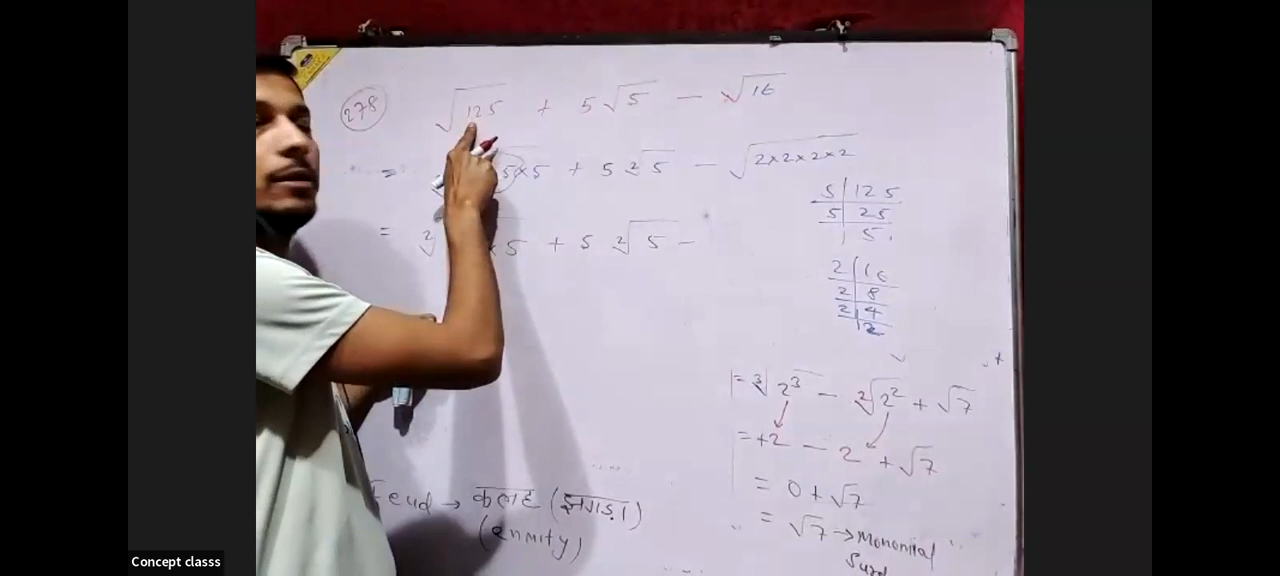 278
√125 + 5√5 - √16
= 5×5 + 5 ²√5 - √2×2×2×2
= ²√ ×5 + 5 ²√5 -
5 | 125
5 | 25
5
2 | 16
2 | 8
2 | 4
2
= ³√2³ - ²√2² + √7
= +2 - 2 + √7
= 0 + √7
= √7 → Monomial
Surd
Feud → कलह (झगड़ा)
(enmity)
Concept classs